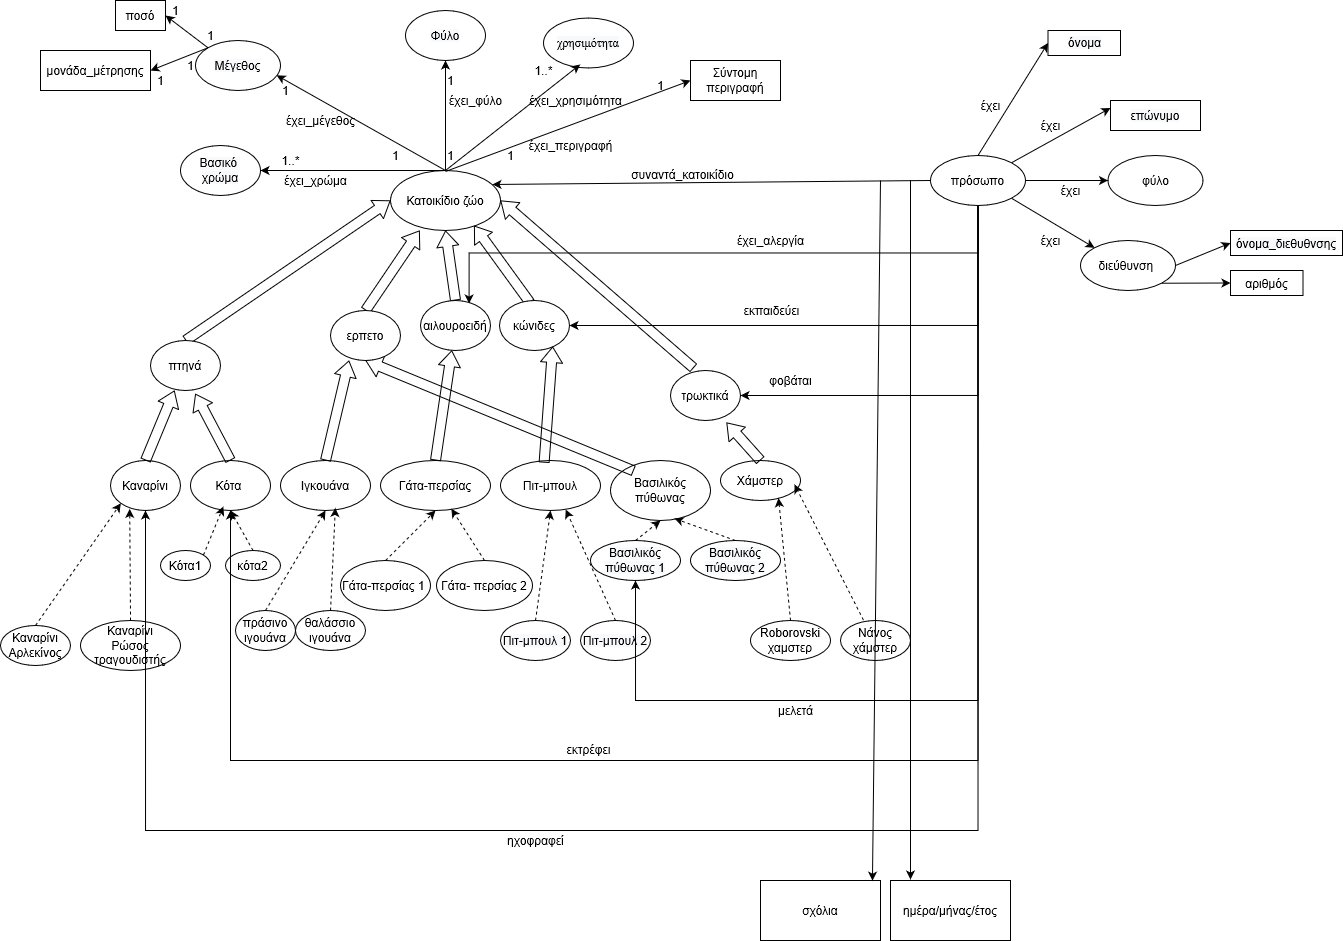 ποσό
1
1
μονάδα_μέτρησης
1
1
Μέγεθος
1
έχει_μέγεθος
Φύλο
1
έχει_φύλο
χρησιμότητα
1..*
έχει_χρησιμότητα
1
Σύντομη
περιγραφή
έχει_περιγραφή
1
1
1
Βασικό
χρώμα
1..*
έχει_χρώμα
Κατοικίδιο ζώο
συναντά_κατοικίδιο
πρόσωπο
έχει
όνομα
έχει
επώνυμο
έχει
φύλο
έχει
διεύθυνση
όνομα_διεθυθνσης
αριθμός
έχει_αλεργία
εκπαιδεύει
φοβάται
πτηνά
ερπετο
αιλουροειδή
κώνιδες
τρωκτικά
Καναρίνι
Κότα
Ιγκουάνα
Γάτα-περσίας
Πιτ-μπουλ
Βασιλικός
πύθωνας
Χάμστερ
Κότα1
κότα2
Γάτα-περσίας 1
Γάτα- περσίας 2
Βασιλικός
πύθωνας 1
Βασιλικός
πύθωνας 2
Καναρίνι
Αρλεκίνος
Καναρίνι
Ρώσος
τραγουδιστής
πράσινο
ιγουάνα
θαλάσσιο
ιγουάνα
Πιτ-μπουλ 1
Πιτ-μπουλ 2
Roborovski
χαμστερ
Νάνος
χάμστερ
μελετά
εκτρέφει
ηχοφραφεί
σχόλια
ημέρα/μήνας/έτος